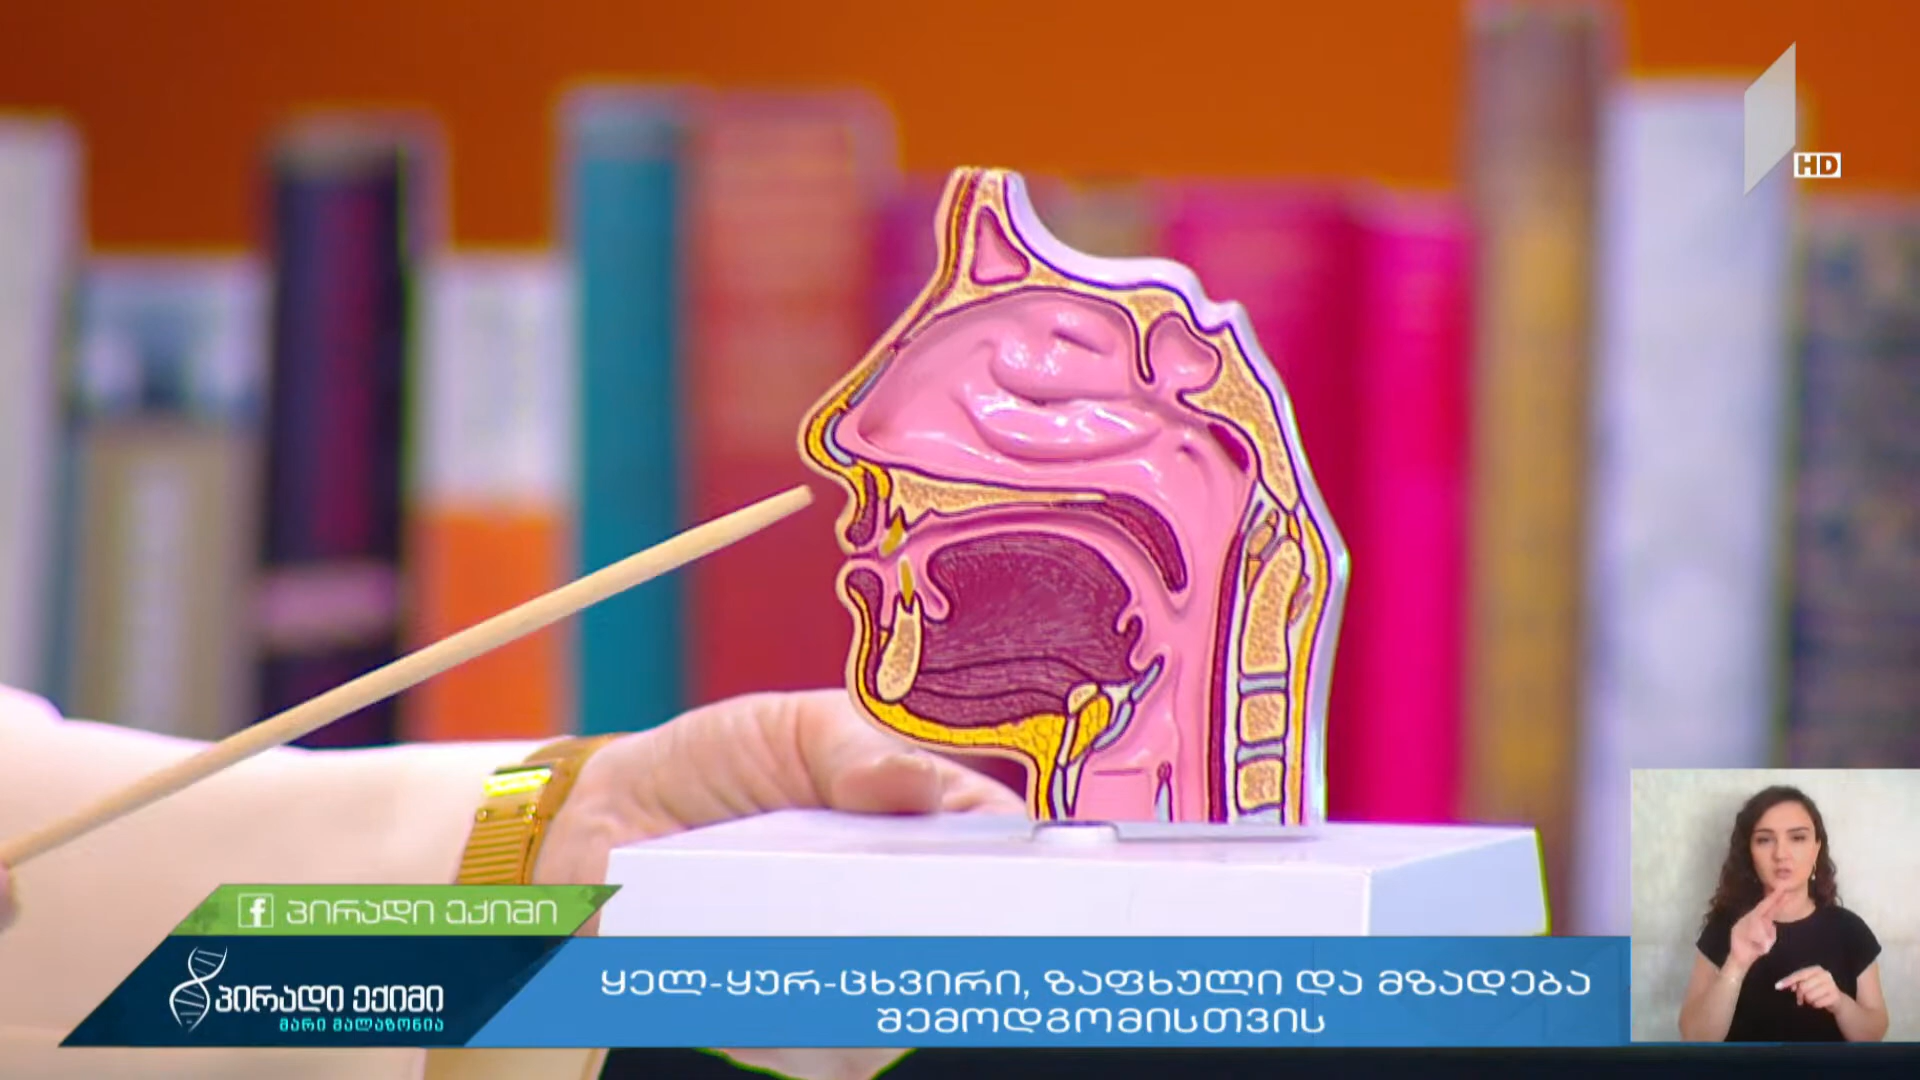 HD
პირადი ექიმი
პირადი ექიმი
მარი მალაზონია
ყელ-ყურ-ცხვირი, ზაფხული და მზადება
შემოდგომისთვის